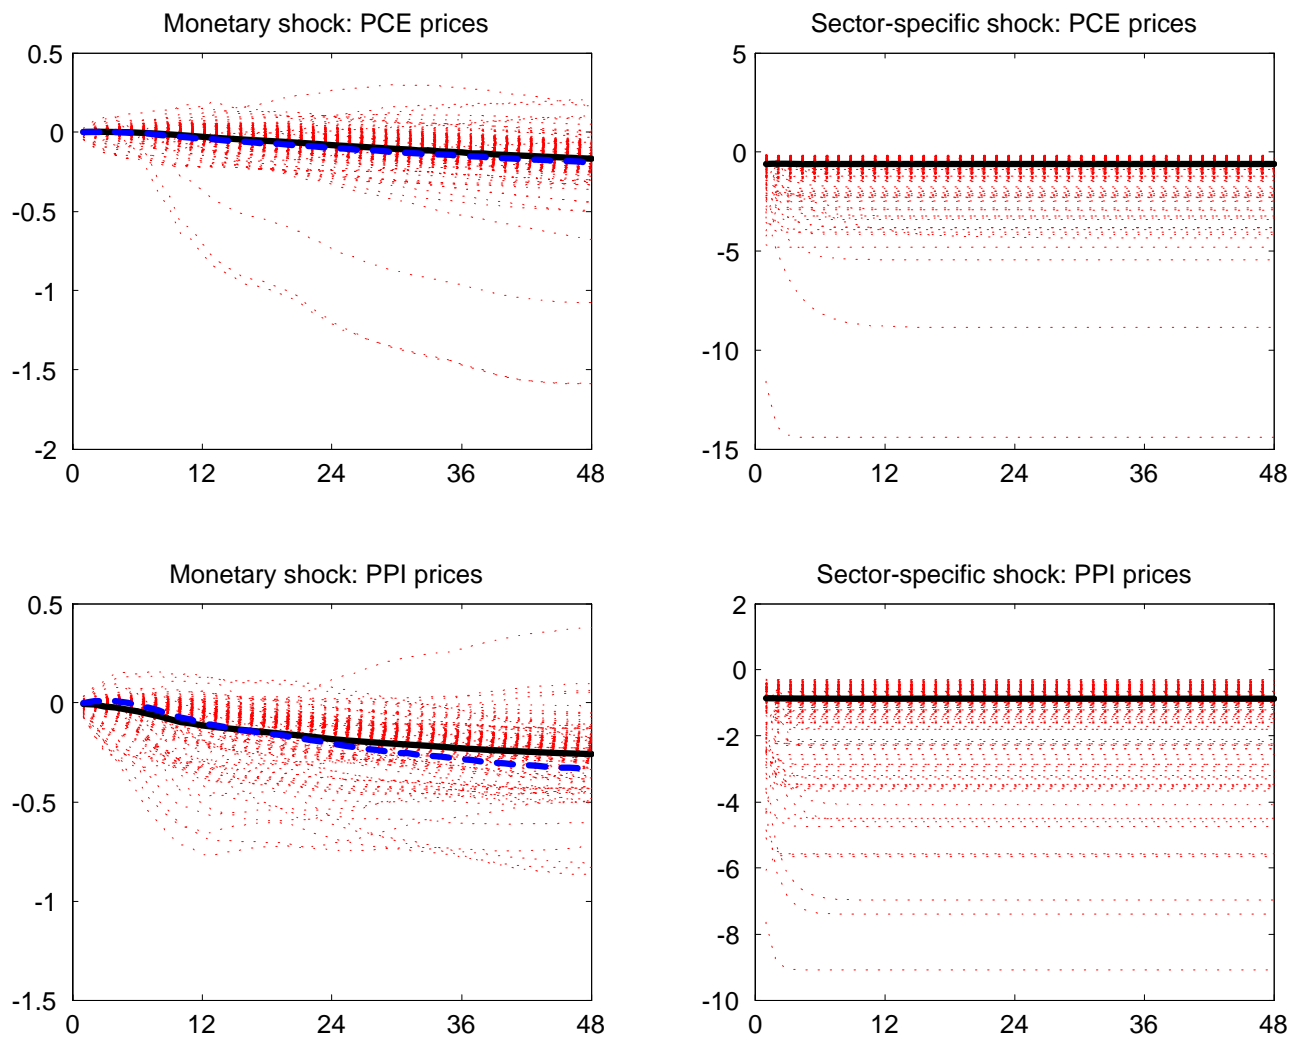 Monetary shock: PCE prices
0.5
0
-0.5
-1
-1.5
-2
0 12 24 36 48
Sector-specific shock: PCE prices
5
0
-5
-10
-15
0 12 24 36 48
Monetary shock: PPI prices
0.5
0
-0.5
-1
-1.5
0 12 24 36 48
Sector-specific shock: PPI prices
2
0
-2
-4
-6
-8
-10
0 12 24 36 48